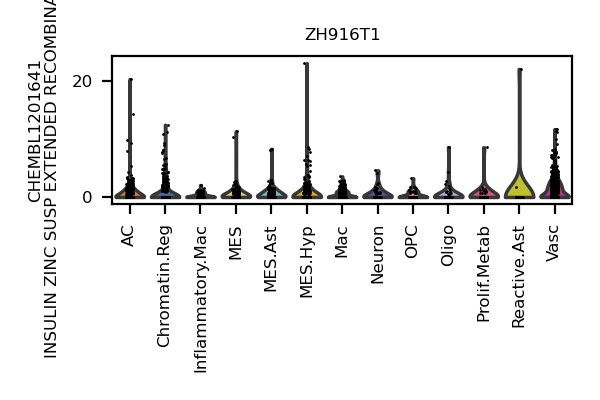 ZH916T1
CHEMBL1201641
INSULIN ZINC SUSP EXTENDED
20
0
AC
Chromatin.Reg
Inflammatory.Mac
MES
MES.Ast
MES.Hyp
Mac
Neuron
OPC
Oligo
Prolif.Metab
Reactive.Ast
Vasc